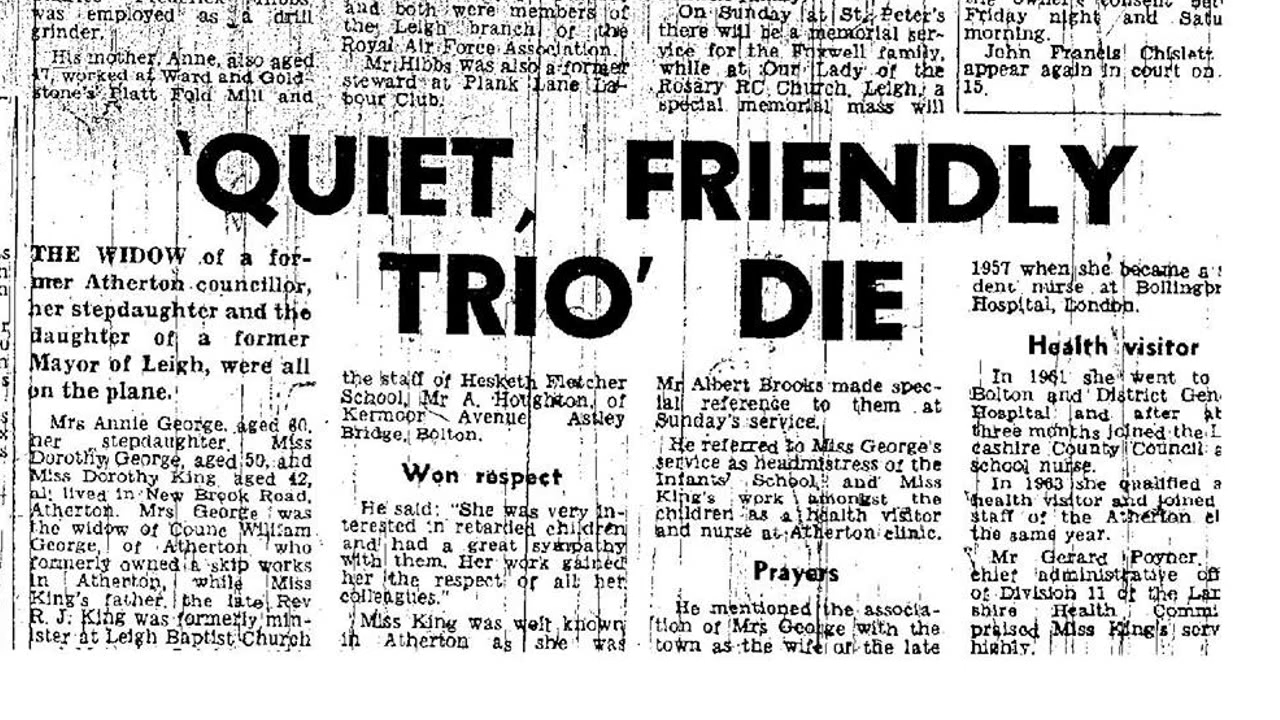 was employed as a drill
grinder.
His mother, Anne, also aged
47, worked at Ward and Gold-
stone's Platt Fold Mill and
and both were members of
the Leigh branch of the
Royal Air Force Association.
Mr Hibbs was also a former
steward at Plank Lane La-
bour Club.
On Sunday at St. Peter's
there will be a memorial ser-
vice for the family,
while at Our Lady of the
Rosary RC Church, Leigh, a
special memorial mass will
Friday night and Satu
morning.
John Francis Chislett
appear again in court on
15.
'QUIET, FRIENDLY
TRIO' DIE
THE WIDOW of a for-
mer Atherton councillor,
her stepdaughter and the
daughter of a former
Mayor of Leigh, were all
on the plane.
Mrs Annie George, aged 80,
her stepdaughter Miss
Dorothy George, aged 50, and
Miss Dorothy King, aged 42,
all lived in New Brook Road,
Atherton. Mrs George was
the widow of Counc William
George, of Atherton who
formerly owned a skip works
in Atherton, while Miss
King's father, the late Rev
R. J. King was formerly min-
ister at Leigh Baptist Church
the staff of Hesketh Fletcher
School, Mr A. Houghton, of
Kermoor Avenue Astley
Bridge, Bolton.
Won respect
He said: "She was very in-
terested in retarded children
and had a great sympathy
with them. Her work gained
her the respect of all her
colleagues."
Miss King was well known
in Atherton as she was
Mr Albert Brooks made spec-
ial reference to them at
Sunday's service.
He referred to Miss George's
service as headmistress of the
Infants' School, and Miss
King's work amongst the
children as a health visitor
and nurse at Atherton clinic.
Prayers
He mentioned the associa-
tion of Mrs George with the
town as the wife of the late
1957 when she became a s
dent nurse at Bollingbr
Hospital, London.
Health visitor
In 1961 she went to
Bolton and District Gen
Hospital and after ab
three months joined the L
cashire County Council a
school nurse.
In 1963 she qualified a
health visitor and joined
staff of the Atherton cl
the same year.
Mr Gerard Poyner,
chief administrative off
of Division 11 of the Lan
shire Health Commi
praised Miss King's serv
highly.